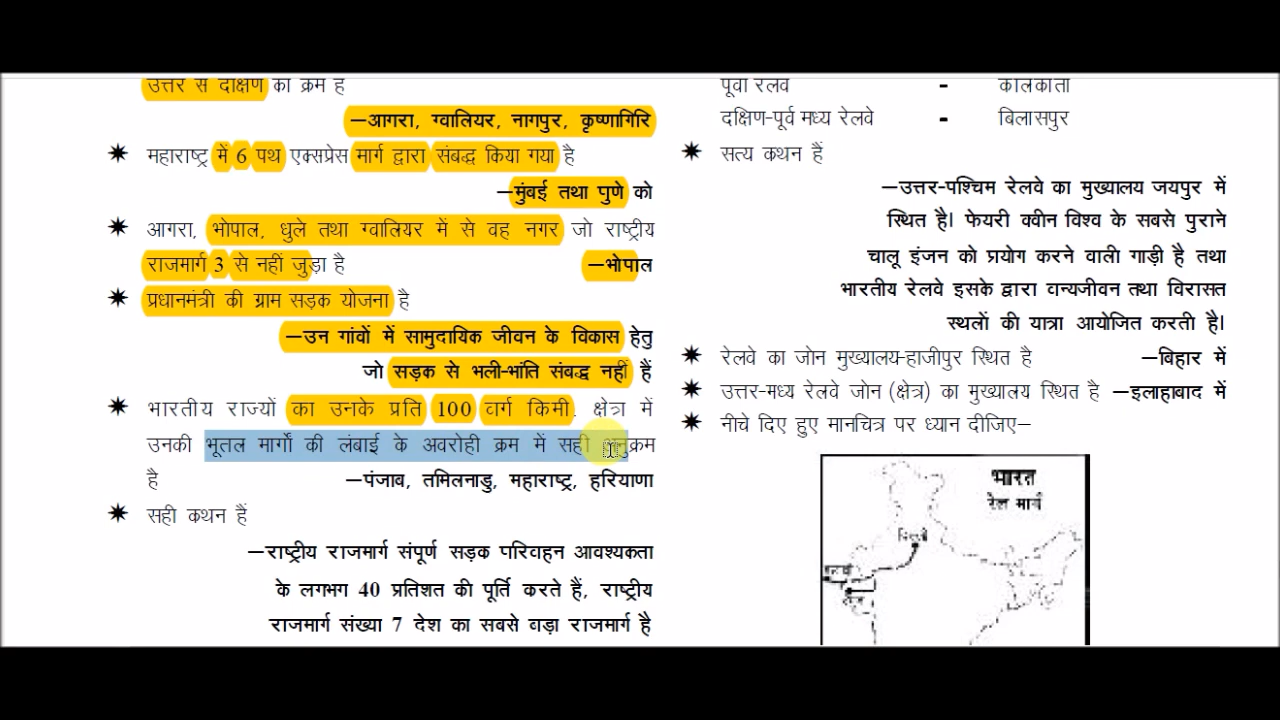 उत्तर से दक्षिण का क्रम है
—आगरा, ग्वालियर, नागपुर, कृष्णागिरि
* महाराष्ट्र में 6 पथ एक्सप्रेस मार्ग द्वारा संबद्ध किया गया है
—मुंबई तथा पुणे को
* आगरा, भोपाल, धुले तथा ग्वालियर में से वह नगर जो राष्ट्रीय
राजमार्ग 3 से नहीं जुड़ा है —भोपाल
* प्रधानमंत्री की ग्राम सड़क योजना है
—उन गांवों में सामुदायिक जीवन के विकास हेतु
जो सड़क से भली-भांति संबद्ध नहीं हैं
* भारतीय राज्यों का उनके प्रति 100 वर्ग किमी. क्षेत्र में
उनकी भूतल मार्गों की लंबाई के अवरोही क्रम में सही अनुक्रम
है —पंजाब, तमिलनाडु, महाराष्ट्र, हरियाणा
* सही कथन हैं
—राष्ट्रीय राजमार्ग संपूर्ण सड़क परिवहन आवश्यकता
के लगभग 40 प्रतिशत की पूर्ति करते हैं, राष्ट्रीय
राजमार्ग संख्या 7 देश का सबसे बड़ा राजमार्ग है
पूर्वी रेलवे - कोलकाता
दक्षिण-पूर्व मध्य रेलवे - बिलासपुर
* सत्य कथन हैं
—उत्तर-पश्चिम रेलवे का मुख्यालय जयपुर में
स्थित है। फेयरी क्वीन विश्व के सबसे पुराने
चालू इंजन को प्रयोग करने वाली गाड़ी है तथा
भारतीय रेलवे इसके द्वारा वन्यजीवन तथा विरासत
स्थलों की यात्रा आयोजित करती है।
* रेलवे का जोन मुख्यालय-हाजीपुर स्थित है —बिहार में
* उत्तर-मध्य रेलवे जोन (क्षेत्र) का मुख्यालय स्थित है —इलाहाबाद में
* नीचे दिए हुए मानचित्र पर ध्यान दीजिए—
भारत
रेल मार्ग
दिल्ली